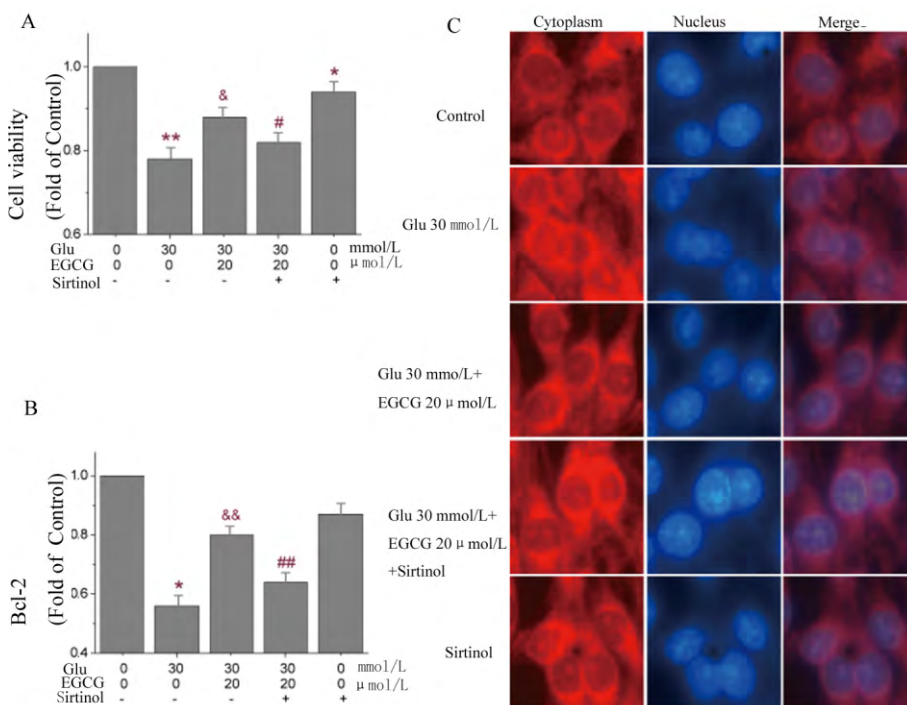 A
Cell viability
(Fold of Control)
1.0
0.8
0.6
**
&
#
*
Glu 0 30 30 30 0 mmol/L
EGCG 0 0 20 20 0 μmol/L
Sirtinol - - - + +
B
Bcl-2
(Fold of Control)
1.0
0.8
0.6
0.4
*
&&
##
Glu 0 30 30 30 0 mmol/L
EGCG 0 0 20 20 0 μmol/L
Sirtinol - - - + +
C
Cytoplasm Nucleus Merge
Control
Glu 30 mmol/L
Glu 30 mmo/L+
EGCG 20 μmol/L
Glu 30 mmol/L+
EGCG 20 μmol/L
+Sirtinol
Sirtinol